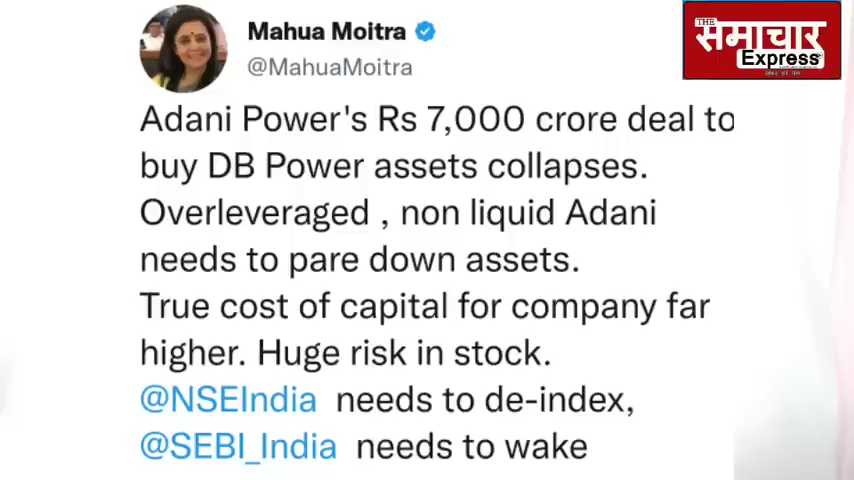 Mahua Moitra
@MahuaMoitra
THE
समाचार
Express
Adani Power's Rs 7,000 crore deal to
buy DB Power assets collapses.
Overleveraged , non liquid Adani
needs to pare down assets.
True cost of capital for company far
higher. Huge risk in stock.
@NSEIndia needs to de-index,
@SEBI_India needs to wake